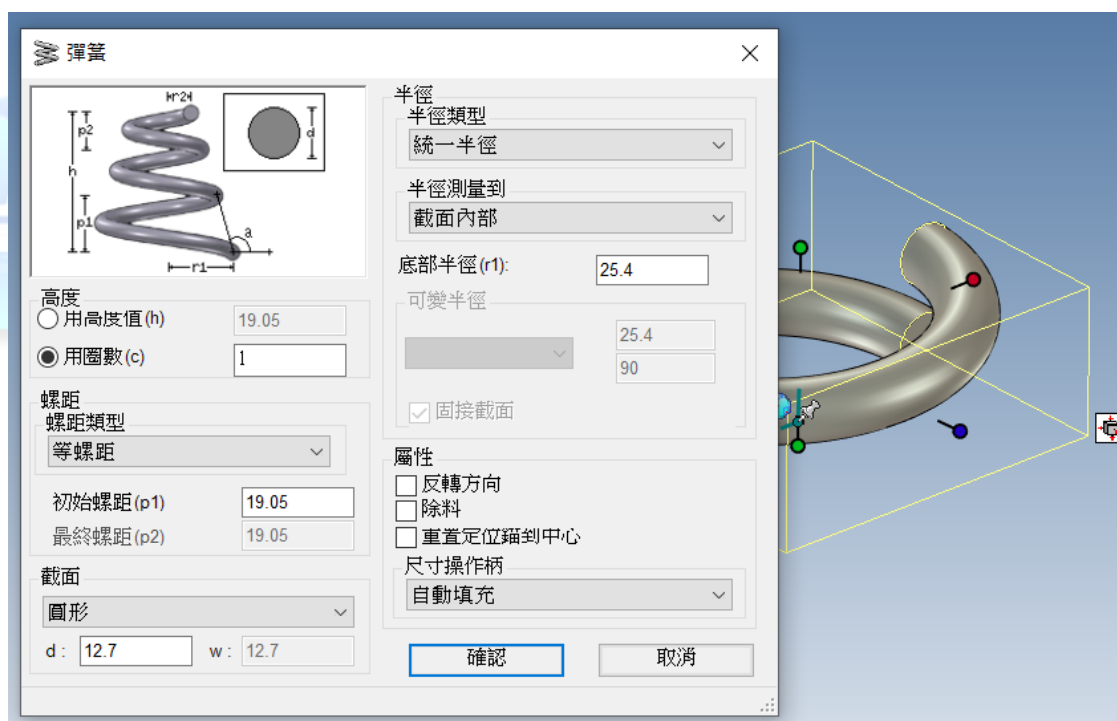 彈簧
kr24
p2
h
p1
a
r1
d
高度
用高度值(h)
19.05
用圈數(c)
1
螺距
螺距類型
等螺距
初始螺距(p1)
19.05
最終螺距(p2)
19.05
截面
圓形
d :
12.7
w :
12.7
半徑
半徑類型
統一半徑
半徑測量到
截面內部
底部半徑(r1):
25.4
可變半徑
25.4
90
固接截面
屬性
反轉方向
除料
重置定位錨到中心
尺寸操作柄
自動填充
確認
取消